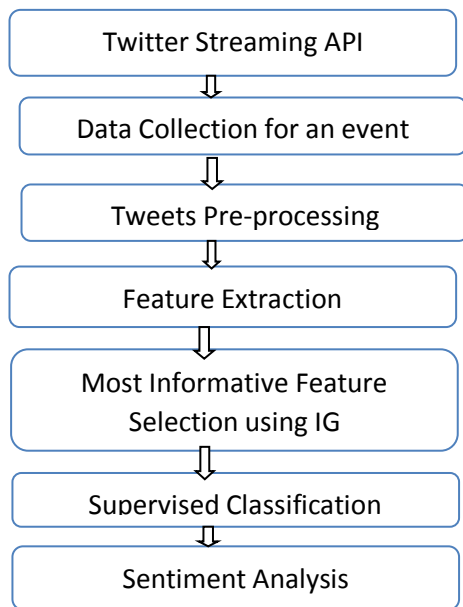 Twitter Streaming API
Data Collection for an event
Tweets Pre-processing
Feature Extraction
Most Informative Feature
Selection using IG
Supervised Classification
Sentiment Analysis